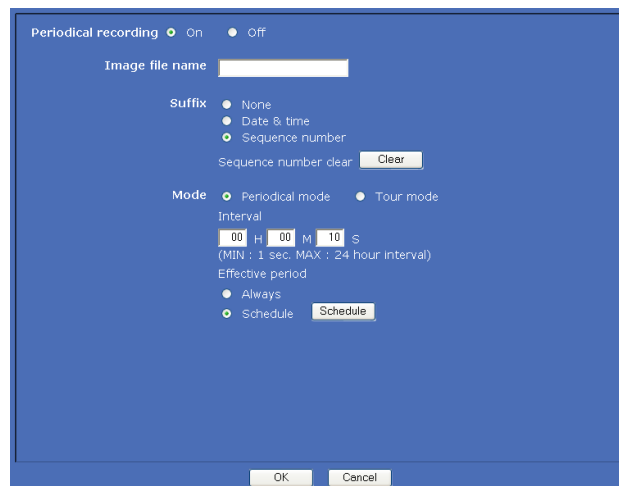 Periodical recording On Off
Image file name
Suffix None
Date & time
Sequence number
Sequence number clear Clear
Mode Periodical mode Tour mode
Interval
00 H 00 M 10 S
(MIN : 1 sec. MAX : 24 hour interval)
Effective period
Always
Schedule Schedule
OK Cancel